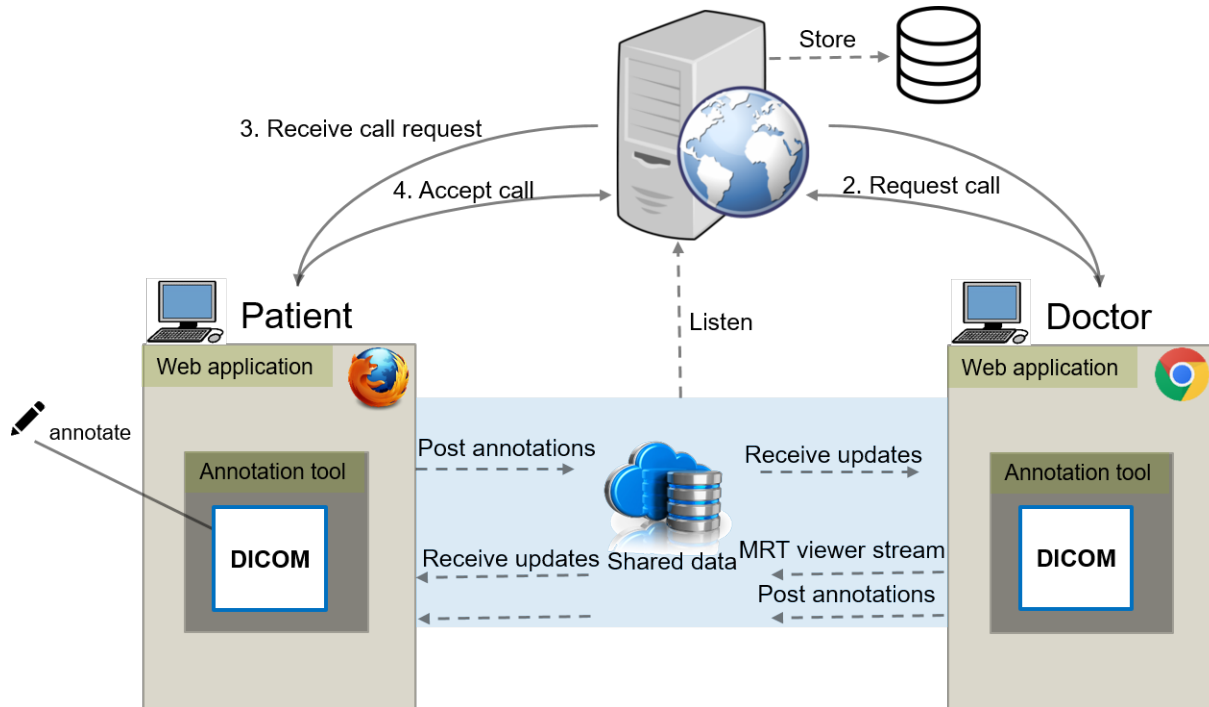 Store
3. Receive call request
4. Accept call
2. Request call
Patient
Listen
Doctor
Web application
Web application
annotate
Post annotations
Receive updates
Annotation tool
Annotation tool
DICOM
Receive updates
Shared data
MRT viewer stream
DICOM
Post annotations